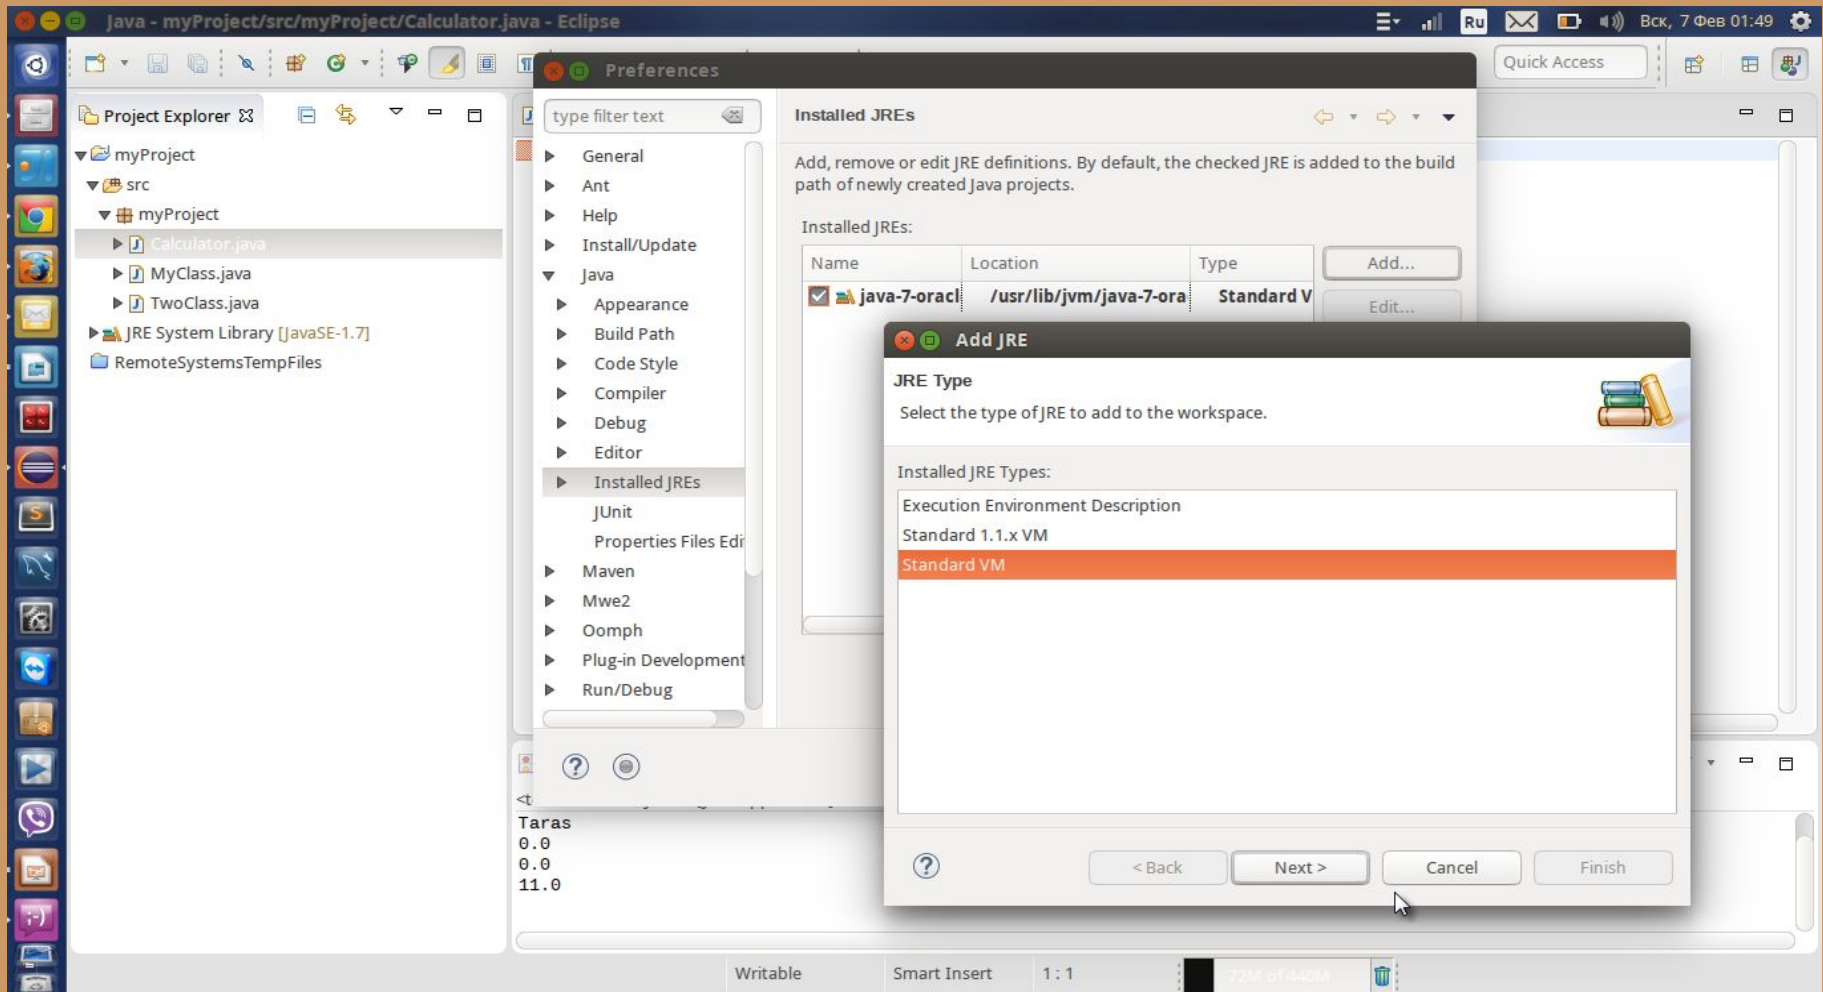 Java - myProject/src/myProject/Calculator.java - Eclipse
Ru
Вск, 7 Фев 01:49
Quick Access
Project Explorer
myProject
src
myProject
Calculator.java
MyClass.java
TwoClass.java
JRE System Library [JavaSE-1.7]
RemoteSystemsTempFiles
Preferences
type filter text
General
Ant
Help
Install/Update
Java
Appearance
Build Path
Code Style
Compiler
Debug
Editor
Installed JREs
JUnit
Properties Files Edi
Maven
Mwe2
Oomph
Plug-in Development
Run/Debug
Installed JREs
Add, remove or edit JRE definitions. By default, the checked JRE is added to the build
path of newly created Java projects.
Installed JREs:
Name Location Type
java-7-oracl /usr/lib/jvm/java-7-ora Standard V
Add...
Edit...
Add JRE
JRE Type
Select the type of JRE to add to the workspace.
Installed JRE Types:
Execution Environment Description
Standard 1.1.x VM
Standard VM
< Back Next > Cancel Finish
Taras
0.0
0.0
11.0
Writable Smart Insert 1 : 1 72M of 440M